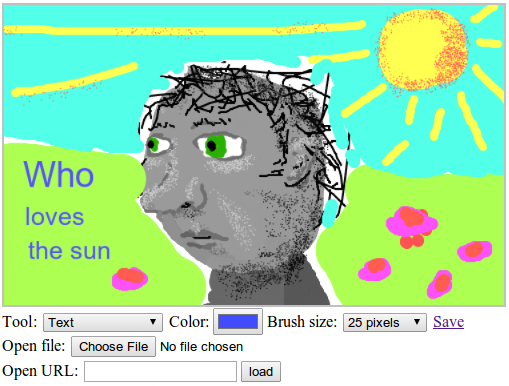 Who
loves
the sun
Tool: Text Color: Brush size: 25 pixels Save
Open file: Choose File No file chosen
Open URL: load